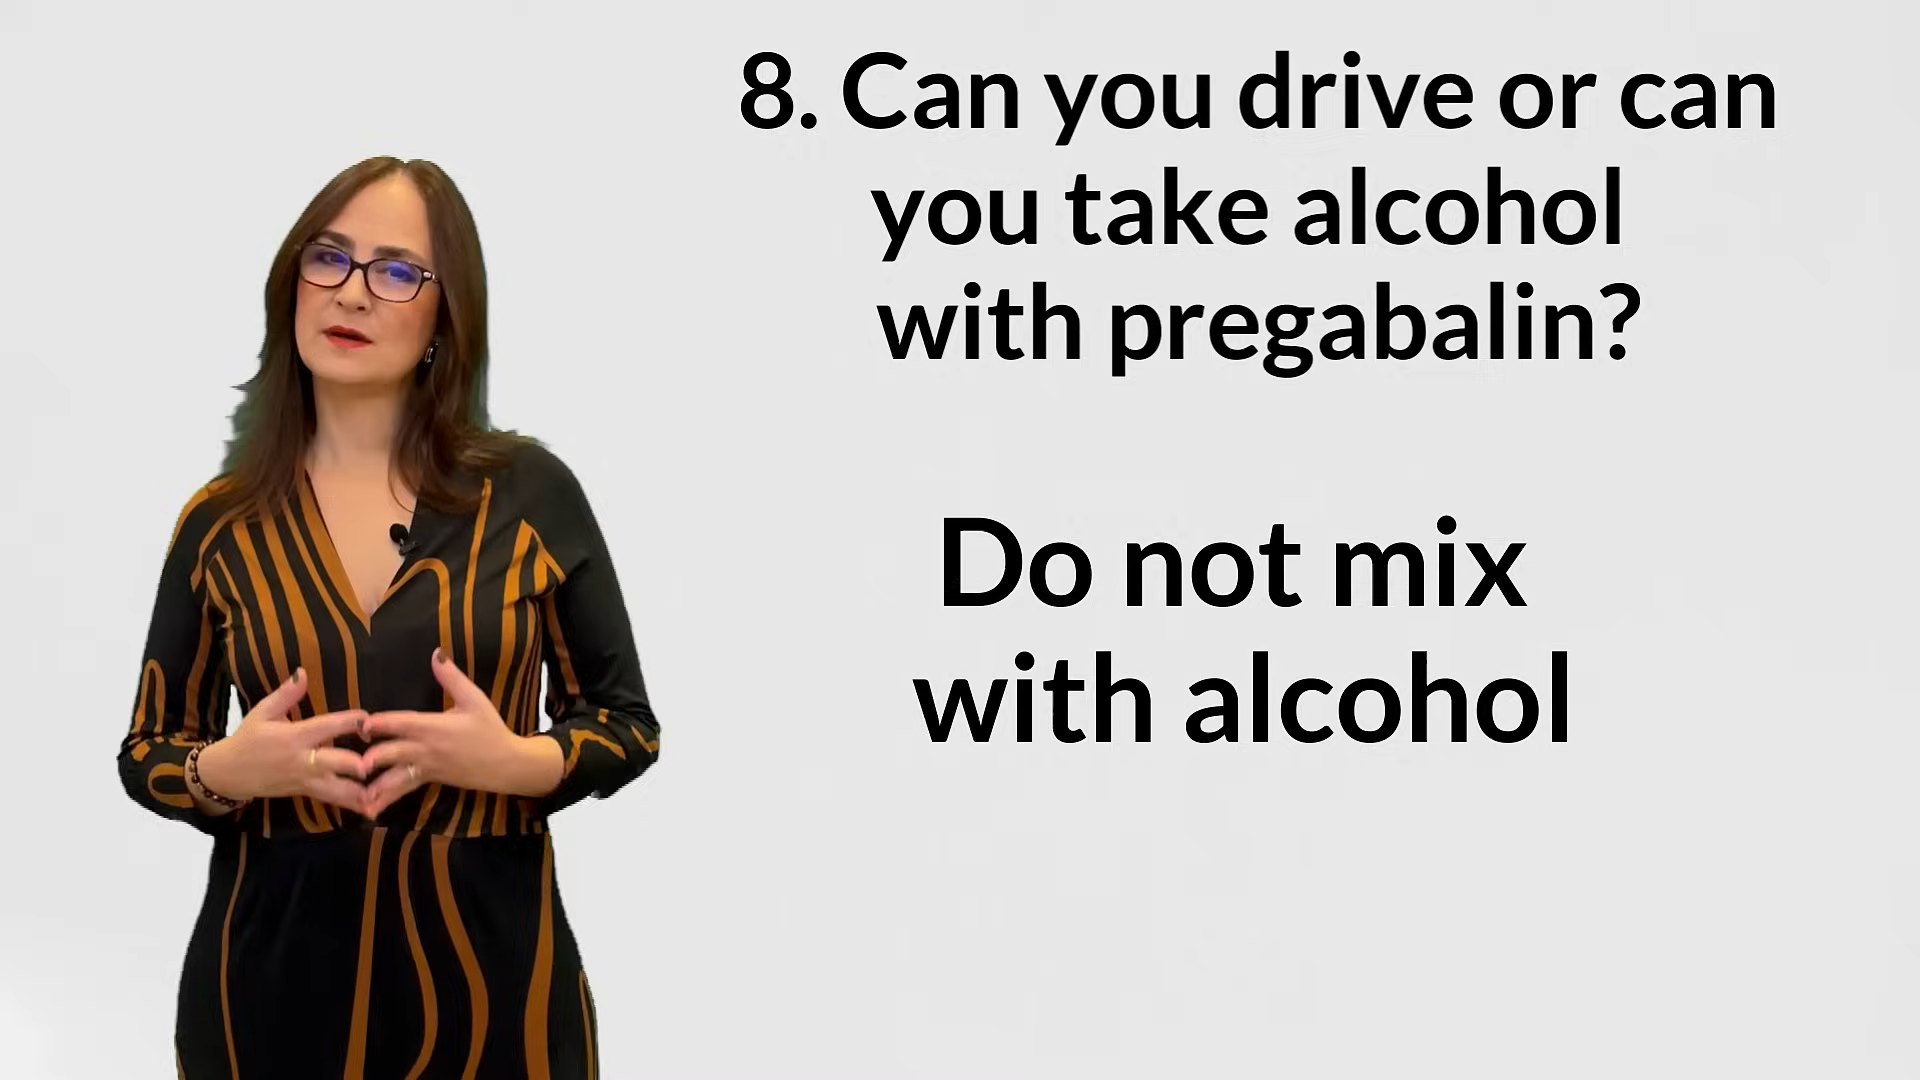 8. Can you drive or can
you take alcohol
with pregabalin?
Do not mix
with alcohol